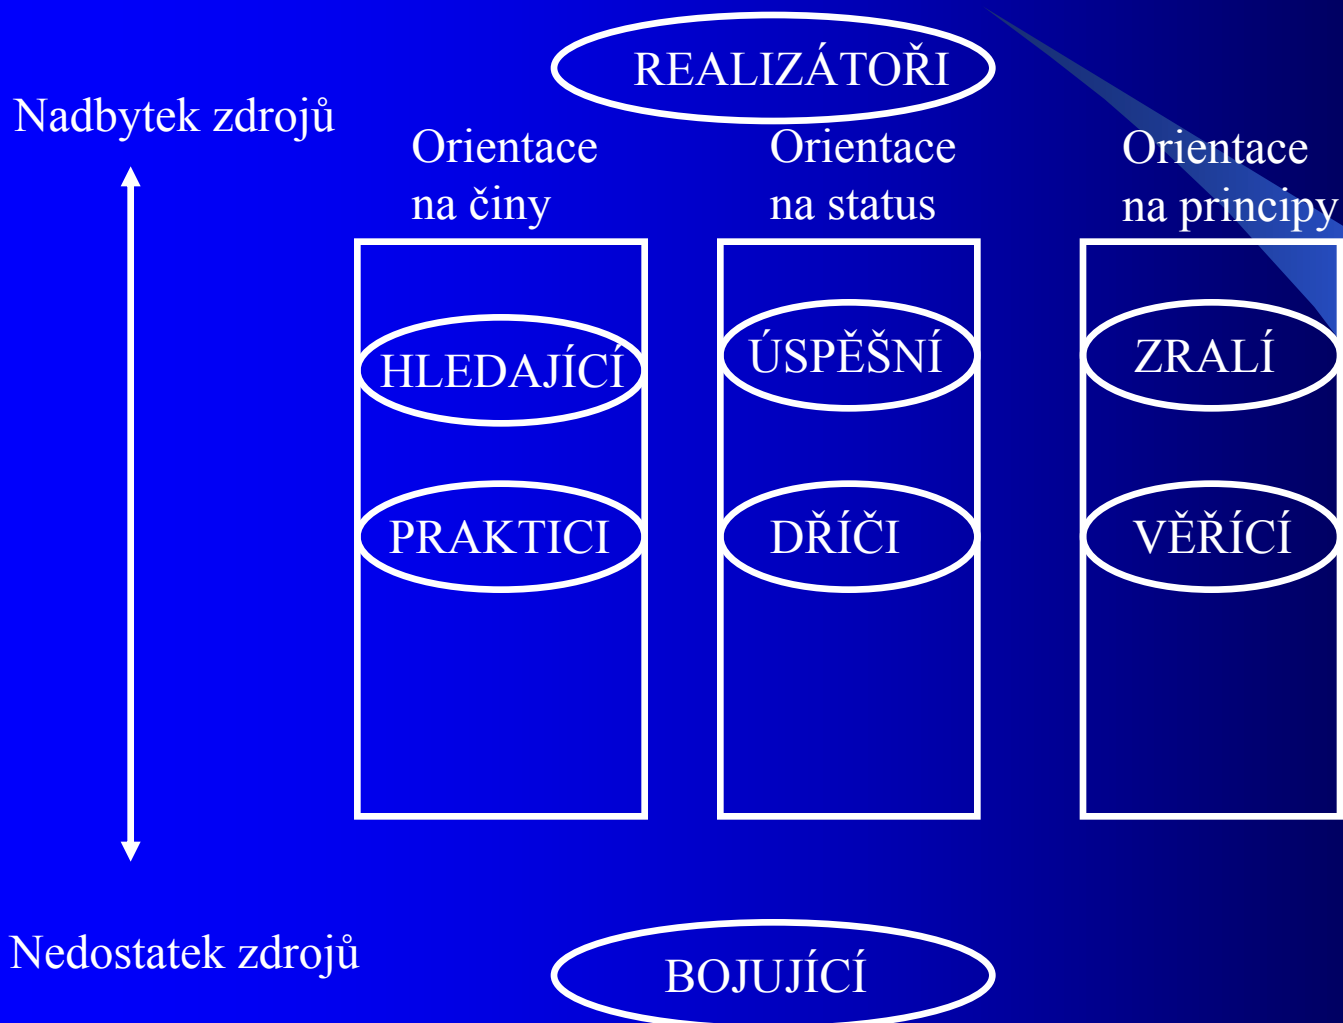 REALIZÁTOŘI
Nadbytek zdrojů
Orientace
na činy
Orientace
na status
Orientace
na principy
HLEDAJÍCÍ
ÚSPĚŠNÍ
ZRALÍ
PRAKTICI
DŘÍČI
VĚŘÍCÍ
Nedostatek zdrojů
BOJUJÍCÍ